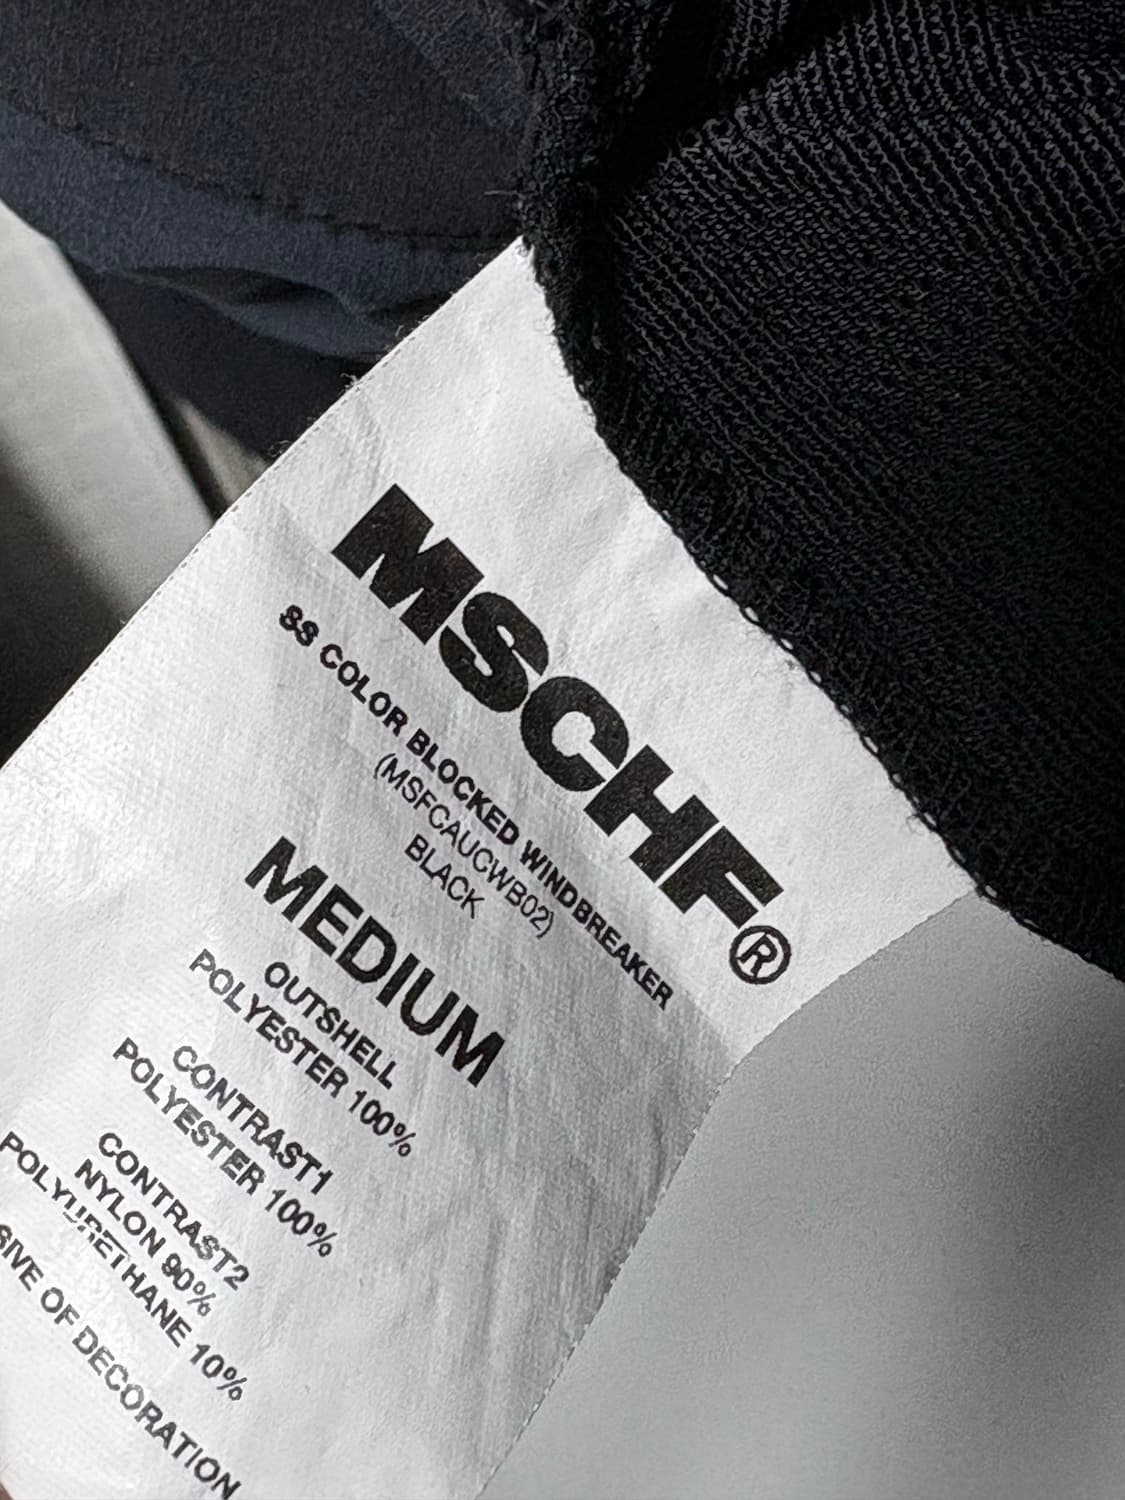 MSCHF®
SS COLOR BLOCKED WINDBREAKER
(MSFCAUCWB02)
BLACK
MEDIUM
OUTSHELL
POLYESTER 100%
CONTRAST1
POLYESTER 100%
CONTRAST2
NYLON 90%
POLYURETHANE 10%
SIVE OF DECORATION